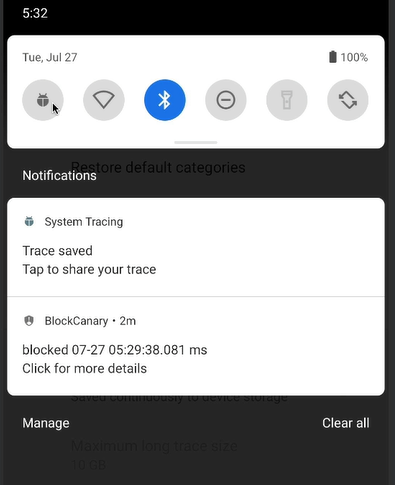 5:32
Tue, Jul 27
100%
Restore default categories
Notifications
System Tracing
Trace saved
Tap to share your trace
BlockCanary • 2m
blocked 07-27 05:29:38.081 ms
Click for more details
Saved continuously to device storage
Manage
Clear all
Maximum long trace size
10 GB